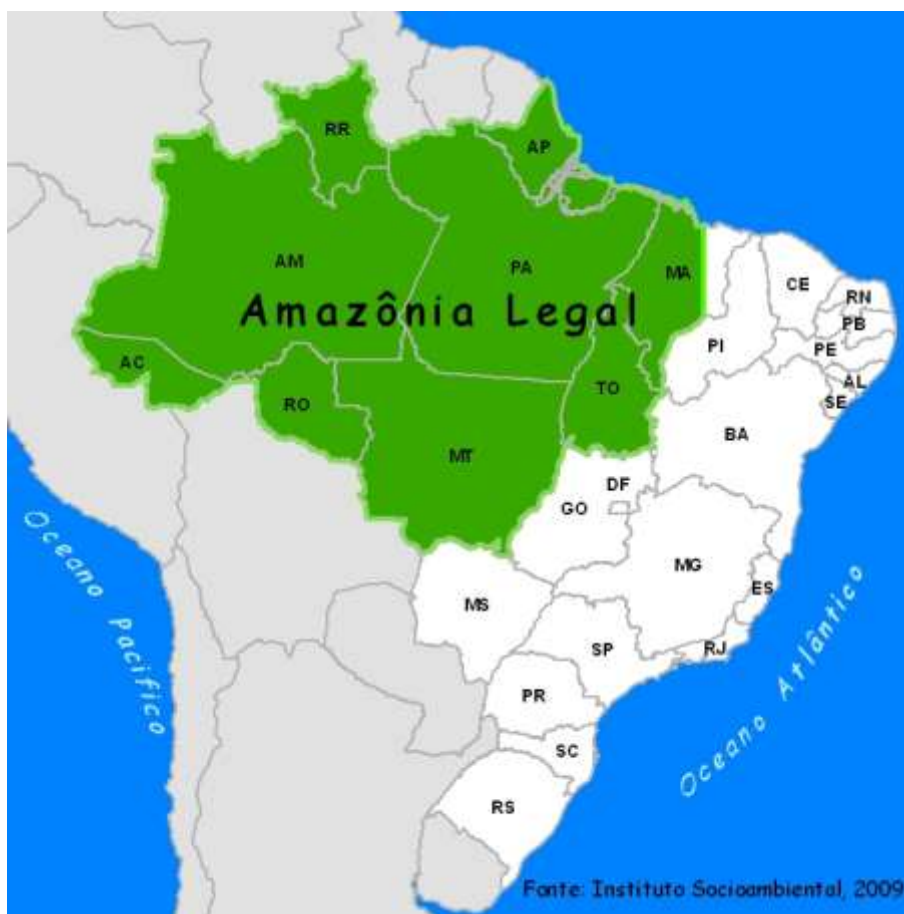 RR
AP
AM
PA
MA
CE
RN
Amazônia Legal
PB
PI
PE
AC
AL
TO
RO
SE
BA
MT
DF
GO
MG
ES
MS
SP
RJ
PR
SC
RS
Oceano Pacifico
Oceano Atlântico
Fonte: Instituto Socioambiental, 2009